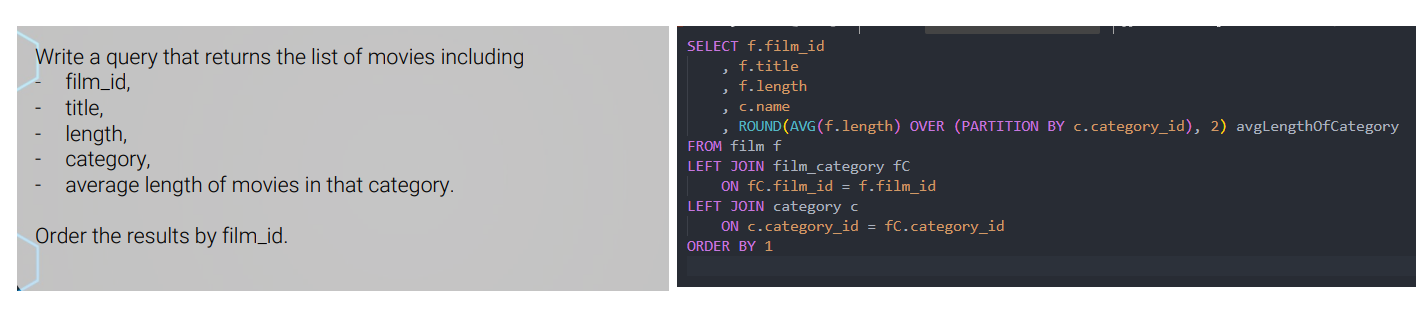 Write a query that returns the list of movies including
- film_id,
- title,
- length,
- category,
- average length of movies in that category.
Order the results by film_id.
SELECT f.film_id
, f.title
, f.length
, c.name
, ROUND(AVG(f.length) OVER (PARTITION BY c.category_id), 2) avgLengthOfCategory
FROM film f
LEFT JOIN film_category fC
ON fC.film_id = f.film_id
LEFT JOIN category c
ON c.category_id = fC.category_id
ORDER BY 1